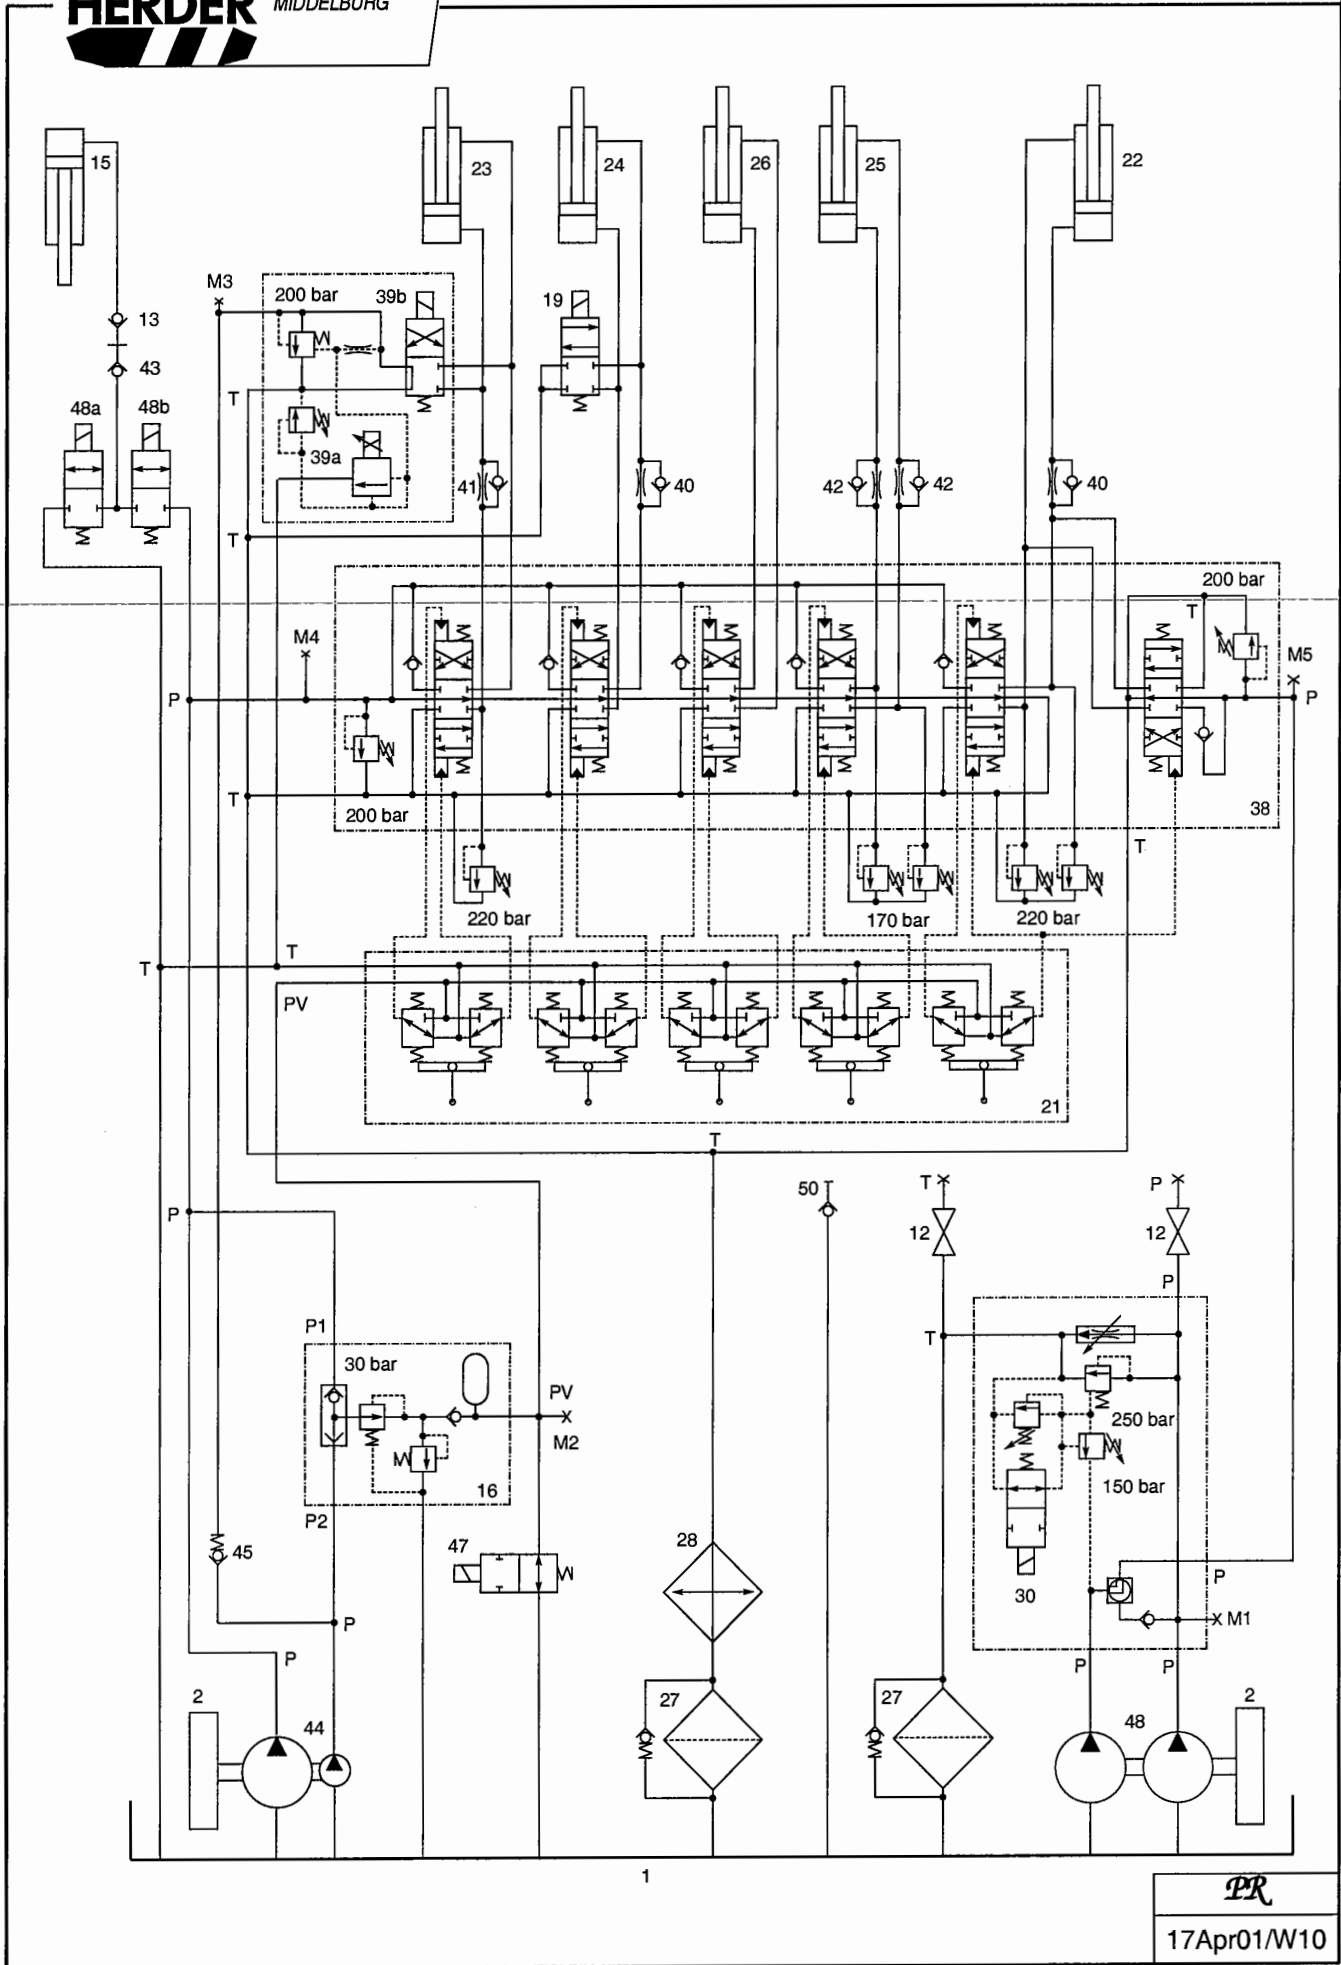 HERDER
MIDDELBURG
15
23
24
26
25
22
M3
200 bar
39b
19
13
43
T
48a
48b
39a
41
40
42
42
40
T
200 bar
T
M4
M5
P
P
T
200 bar
38
T
220 bar
170 bar
220 bar
T
T
PV
21
T
50
T
P
P
12
12
P
P1
T
30 bar
PV
M2
250 bar
150 bar
16
P2
47
28
45
30
P
P
M1
P
P
P
2
27
27
2
44
48
1
PR
17Apr01/W10